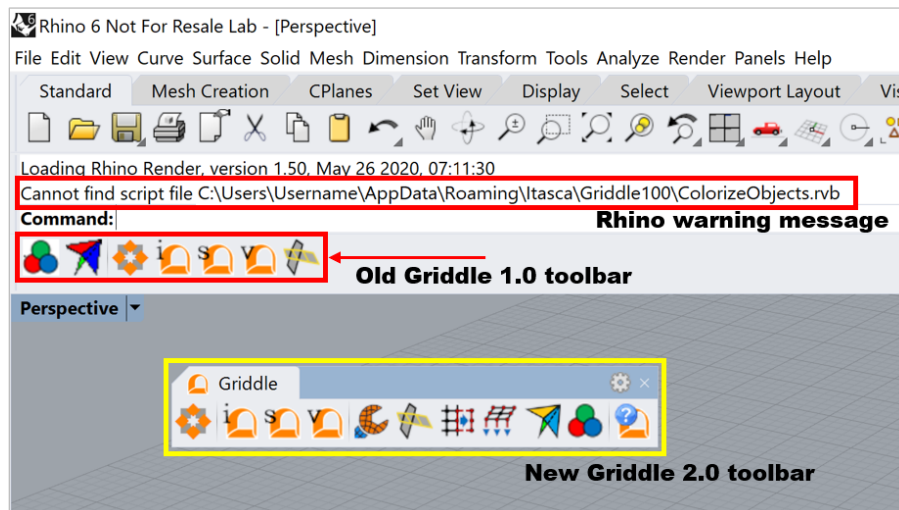 Rhino 6 Not For Resale Lab - [Perspective]
File Edit View Curve Surface Solid Mesh Dimension Transform Tools Analyze Render Panels Help
Standard Mesh Creation CPlanes Set View Display Select Viewport Layout Vis
Loading Rhino Render, version 1.50, May 26 2020, 07:11:30
Cannot find script file C:\Users\Username\AppData\Roaming\Itasca\Griddle100\ColorizeObjects.rvb
Command:
Rhino warning message
i s v
Old Griddle 1.0 toolbar
Perspective
Griddle
i s v ?
New Griddle 2.0 toolbar